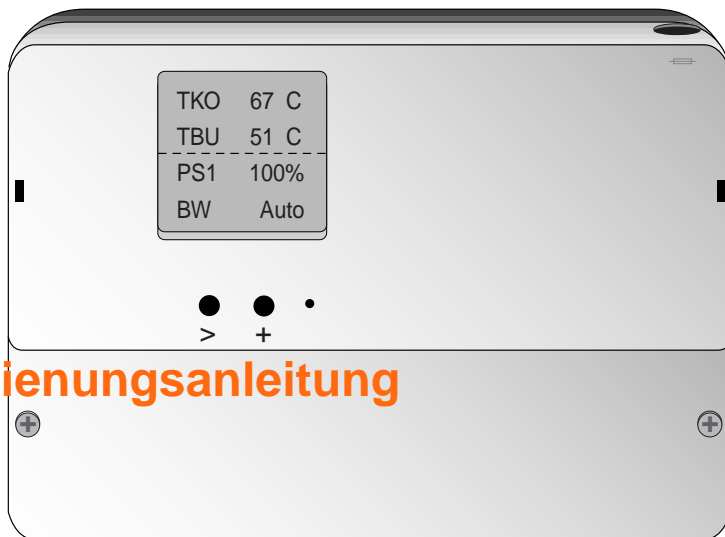 TKO 67 C
TBU 51 C
PS1 100%
BW Auto
> +
ienungsanleitung